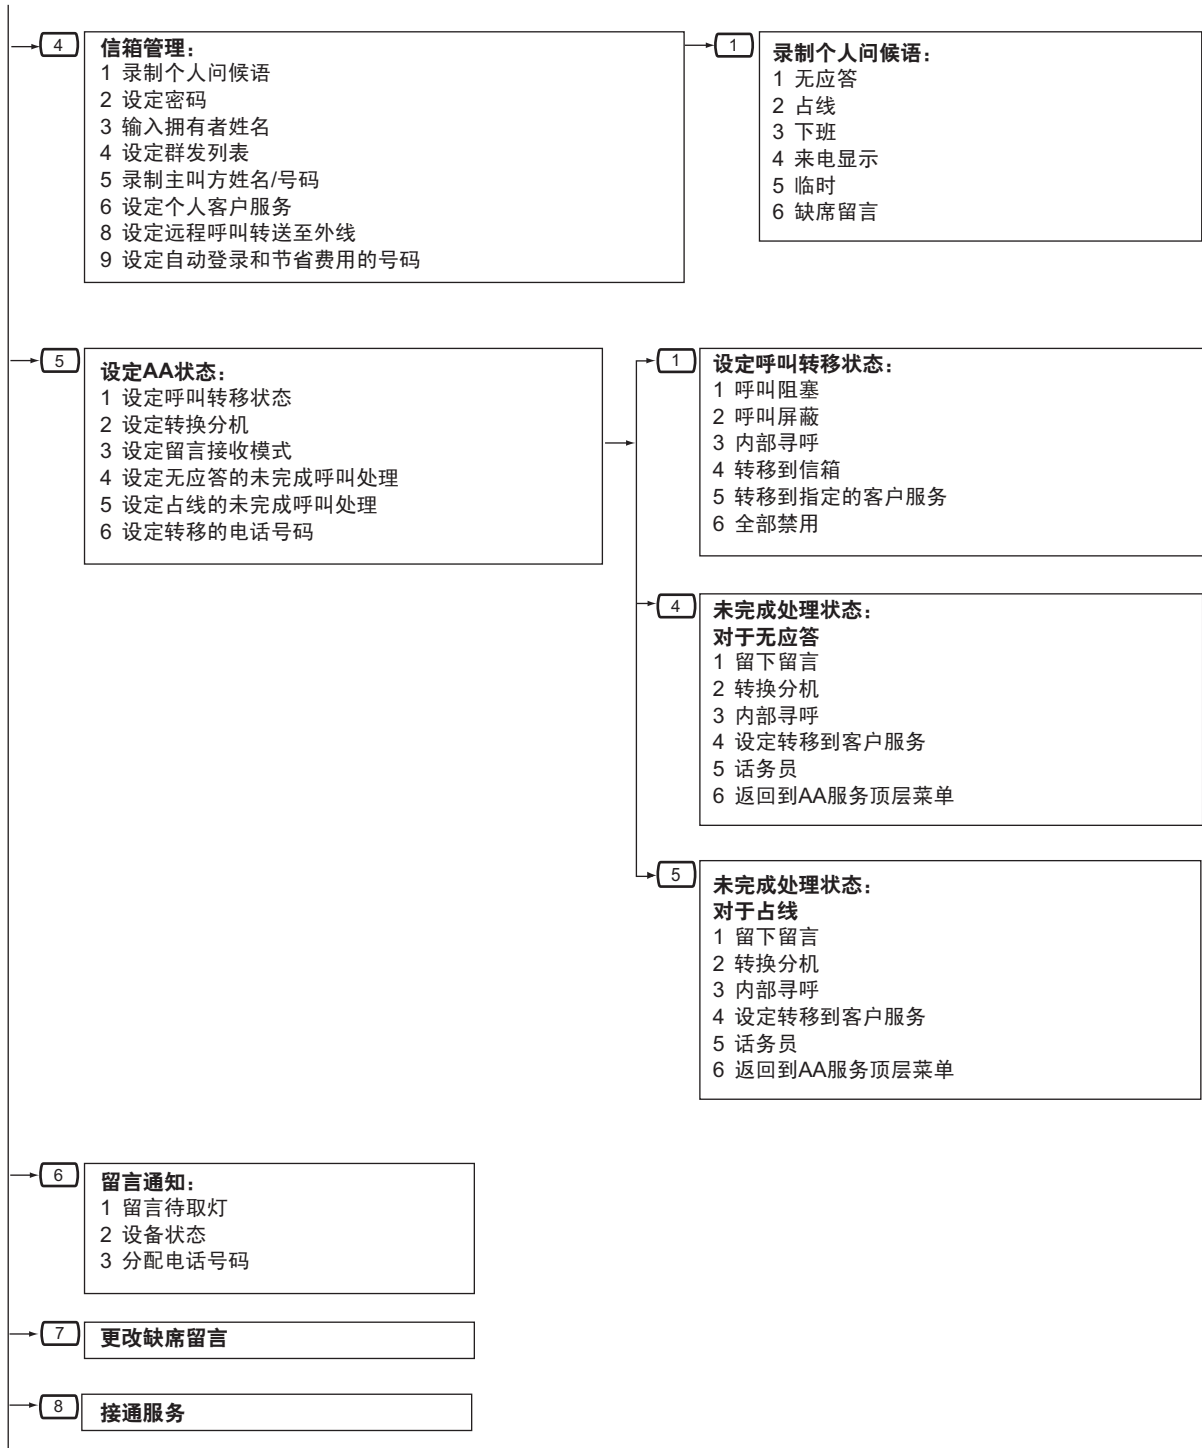 4
信箱管理：
1 录制个人问候语
2 设定密码
3 输入拥有者姓名
4 设定群发列表
5 录制主叫方姓名/号码
6 设定个人客户服务
8 设定远程呼叫转送至外线
9 设定自动登录和节省费用的号码
1
录制个人问候语：
1 无应答
2 占线
3 下班
4 来电显示
5 临时
6 缺席留言
5
设定AA状态：
1 设定呼叫转移状态
2 设定转换分机
3 设定留言接收模式
4 设定无应答的未完成呼叫处理
5 设定占线的未完成呼叫处理
6 设定转移的电话号码
1
设定呼叫转移状态：
1 呼叫阻塞
2 呼叫屏蔽
3 内部寻呼
4 转移到信箱
5 转移到指定的客户服务
6 全部禁用
4
未完成处理状态：
对于无应答
1 留下留言
2 转换分机
3 内部寻呼
4 设定转移到客户服务
5 话务员
6 返回到AA服务顶层菜单
5
未完成处理状态：
对于占线
1 留下留言
2 转换分机
3 内部寻呼
4 设定转移到客户服务
5 话务员
6 返回到AA服务顶层菜单
6
留言通知：
1 留言待取灯
2 设备状态
3 分配电话号码
7
更改缺席留言
8
接通服务